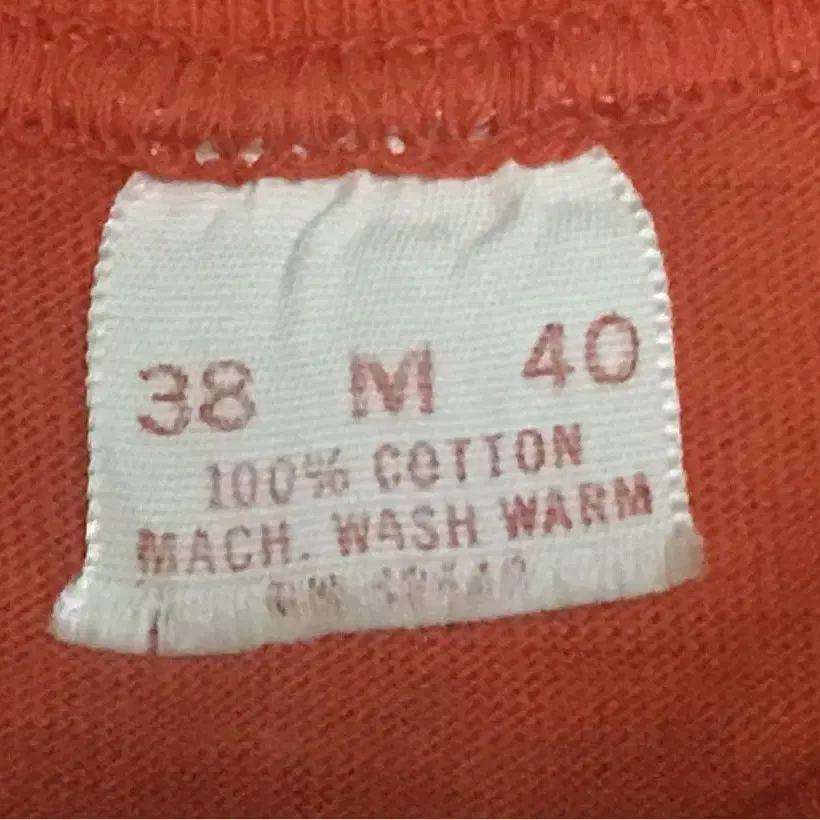 38 M 40
100% COTTON
MACH. WASH WARM